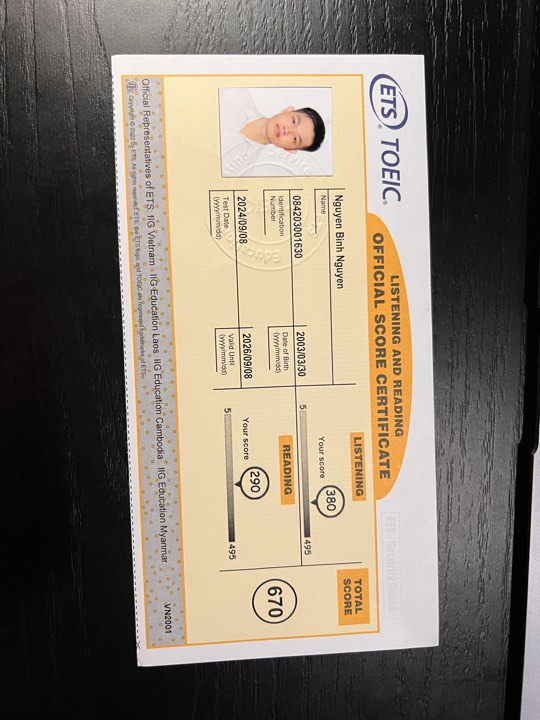 ETS® TOEIC®
LISTENING AND READING
OFFICIAL SCORE CERTIFICATE
ETS Security Guard
Nguyen Binh Nguyen
Name
084203001630
Identification
Number
2003/03/30
Date of Birth
(yyyy/mm/dd)
2024/09/08
Test Date
(yyyy/mm/dd)
2026/09/08
Valid Until
(yyyy/mm/dd)
LISTENING
Your score
380
5
495
READING
Your score
290
5
495
TOTAL
SCORE
670
Official Representatives of ETS: IIG Vietnam IIG Education Laos IIG Education Cambodia IIG Education Myanmar
VN2001
Copyright © 2022 by ETS. All rights reserved. ETS, the ETS logo, and TOEIC are registered trademarks of ETS.